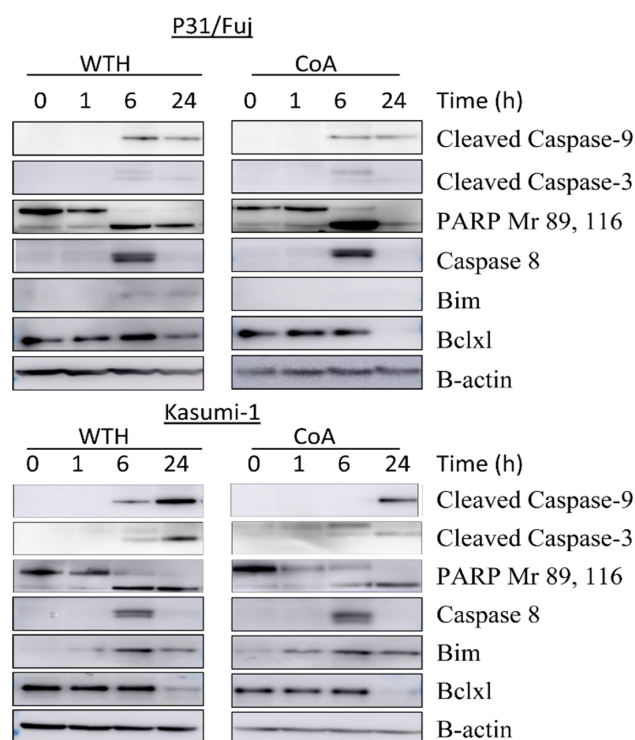 P31/Fuj
WTH CoA
0 1 6 24 0 1 6 24 Time (h)
Cleaved Caspase-9
Cleaved Caspase-3
PARP Mr 89, 116
Caspase 8
Bim
Bclxl
B-actin
Kasumi-1
WTH CoA
0 1 6 24 0 1 6 24 Time (h)
Cleaved Caspase-9
Cleaved Caspase-3
PARP Mr 89, 116
Caspase 8
Bim
Bclxl
B-actin